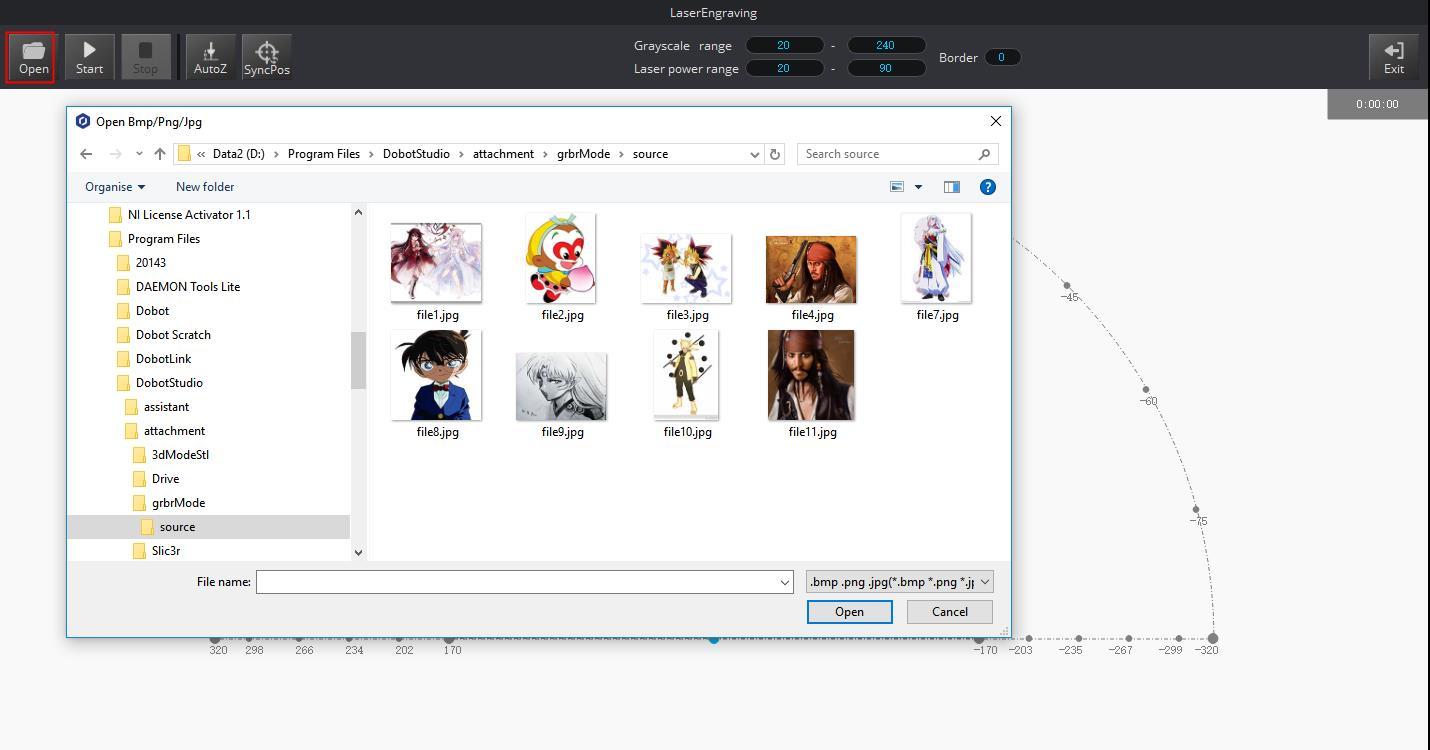 LaserEngraving
Open
Start
Stop
AutoZ
SyncPos
Grayscale range 20 - 240
Laser power range 20 - 90
Border 0
Exit
0:00:00
Open Bmp/Png/Jpg
« Data2 (D:) › Program Files › DobotStudio › attachment › grbrMode › source
Search source
Organise
New folder
?
NI License Activator 1.1
Program Files
20143
DAEMON Tools Lite
Dobot
Dobot Scratch
DobotLink
DobotStudio
assistant
attachment
3dModeStl
Drive
grbrMode
source
Slic3r
file1.jpg
file2.jpg
file3.jpg
file4.jpg
file7.jpg
file8.jpg
file9.jpg
file10.jpg
file11.jpg
File name:
.bmp .png .jpg(*.bmp *.png *.jp
Open
Cancel
-45
-60
-75
320 298 266 234 202 170 -170 -203 -235 -267 -299 -320